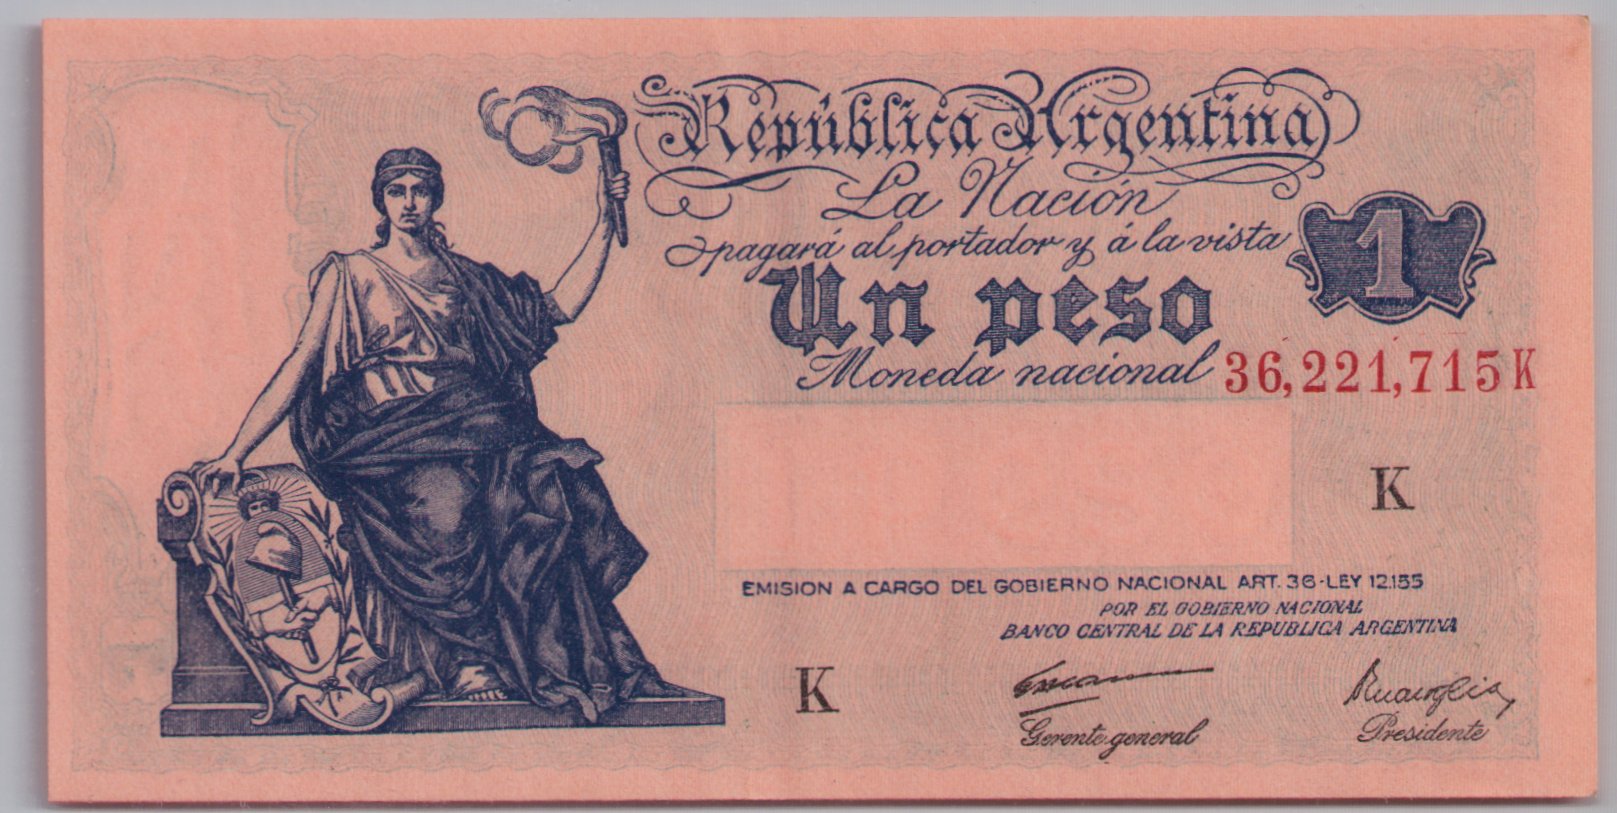 República Argentina
La Nación
pagará al portador y á la vista
1
Un peso
Moneda nacional
36,221,715K
K
EMISION A CARGO DEL GOBIERNO NACIONAL ART. 36-LEY 12.155
POR EL GOBIERNO NACIONAL
BANCO CENTRAL DE LA REPUBLICA ARGENTINA
K
Gerente general
Presidente